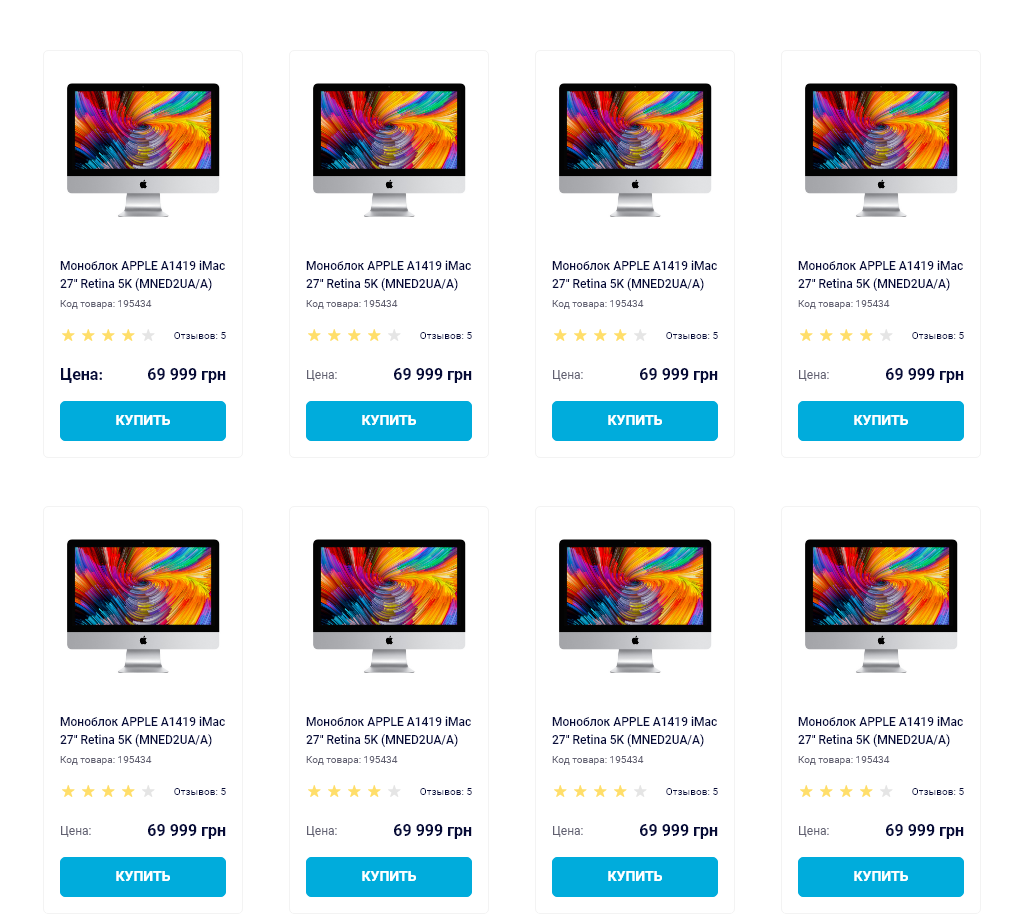 Моноблок APPLE A1419 iMac
27" Retina 5K (MNED2UA/A)
Код товара: 195434
Отзывов: 5
Цена: 69 999 грн
КУПИТЬ
Моноблок APPLE A1419 iMac
27" Retina 5K (MNED2UA/A)
Код товара: 195434
Отзывов: 5
Цена: 69 999 грн
КУПИТЬ
Моноблок APPLE A1419 iMac
27" Retina 5K (MNED2UA/A)
Код товара: 195434
Отзывов: 5
Цена: 69 999 грн
КУПИТЬ
Моноблок APPLE A1419 iMac
27" Retina 5K (MNED2UA/A)
Код товара: 195434
Отзывов: 5
Цена: 69 999 грн
КУПИТЬ
Моноблок APPLE A1419 iMac
27" Retina 5K (MNED2UA/A)
Код товара: 195434
Отзывов: 5
Цена: 69 999 грн
КУПИТЬ
Моноблок APPLE A1419 iMac
27" Retina 5K (MNED2UA/A)
Код товара: 195434
Отзывов: 5
Цена: 69 999 грн
КУПИТЬ
Моноблок APPLE A1419 iMac
27" Retina 5K (MNED2UA/A)
Код товара: 195434
Отзывов: 5
Цена: 69 999 грн
КУПИТЬ
Моноблок APPLE A1419 iMac
27" Retina 5K (MNED2UA/A)
Код товара: 195434
Отзывов: 5
Цена: 69 999 грн
КУПИТЬ